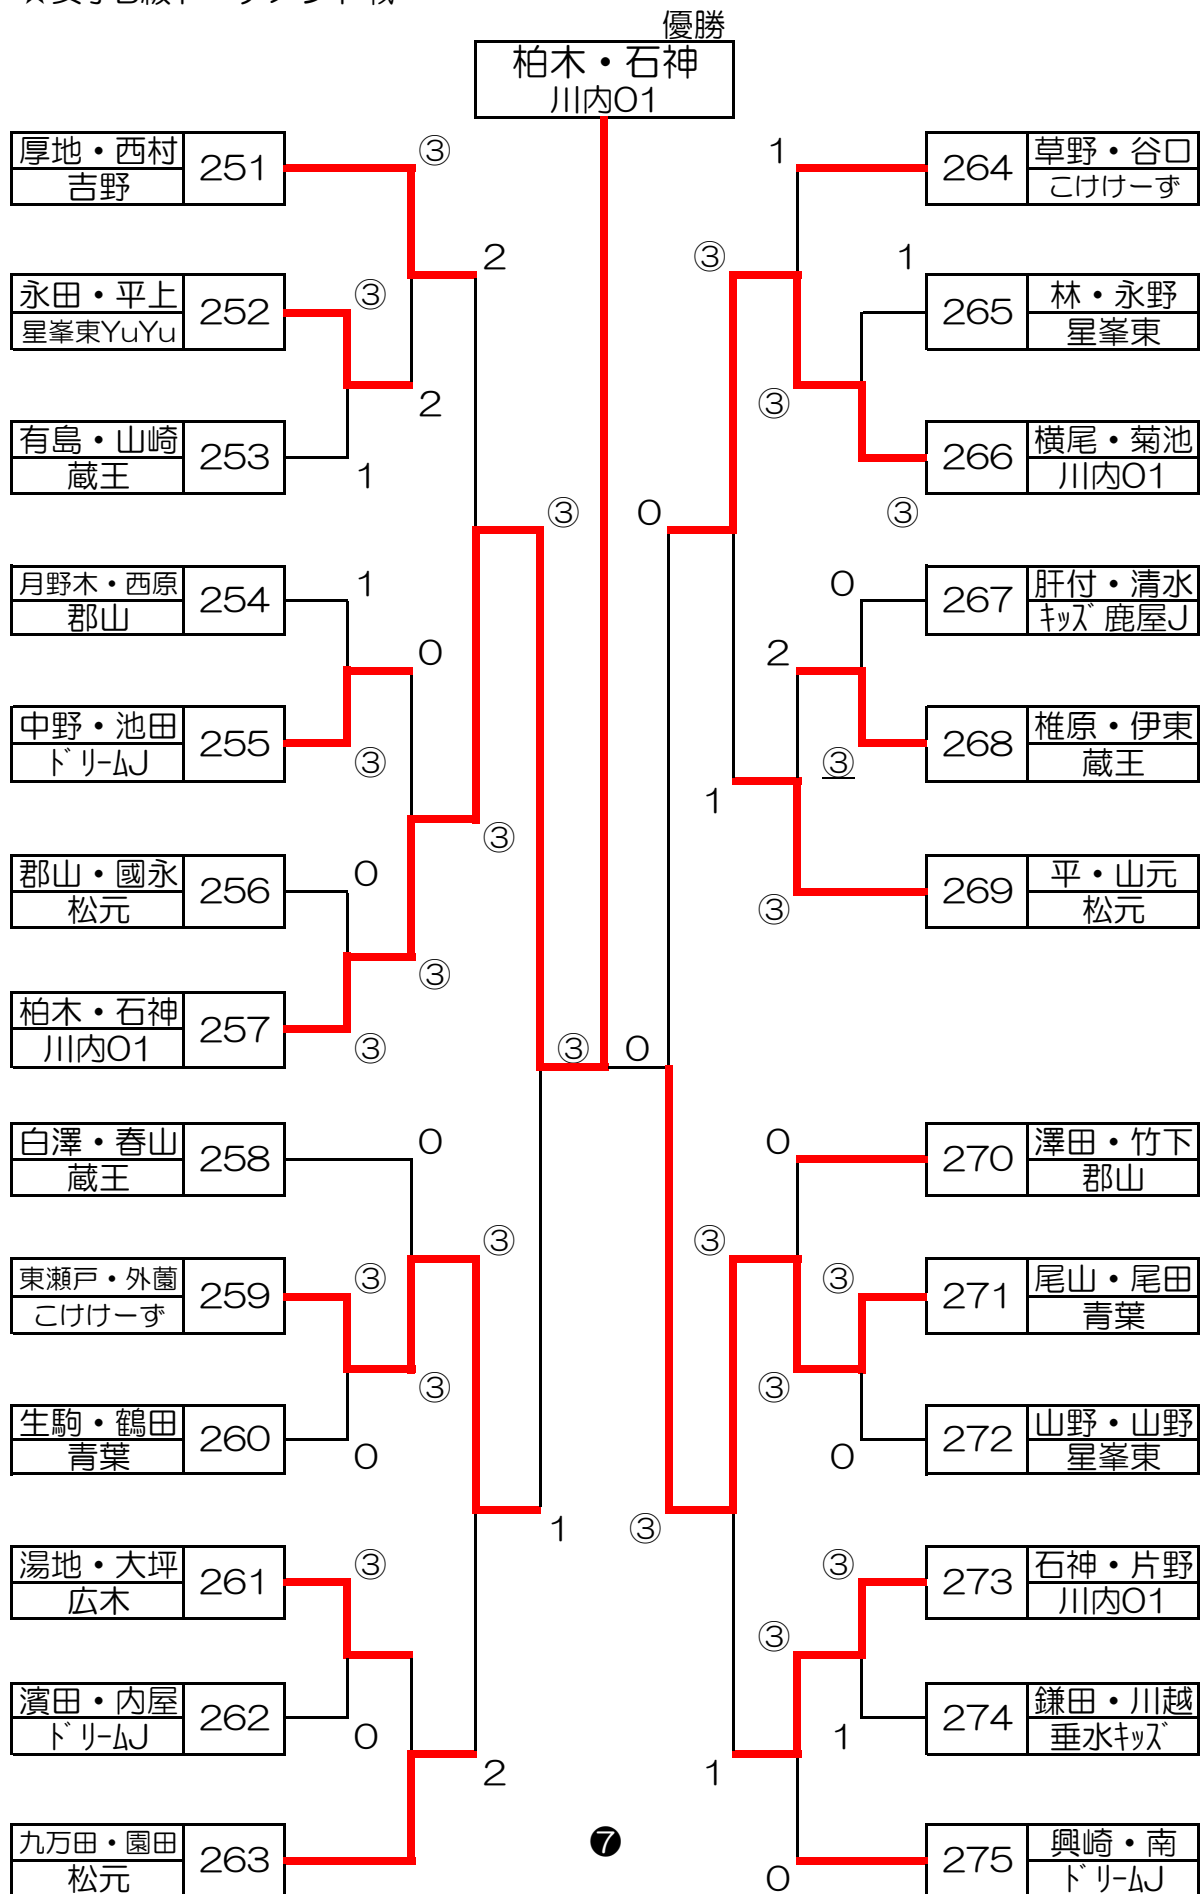 優勝
柏木・石神
川内01
厚地・西村
251
吉野
③
2
永田・平上
252
星峯東YuYu
③
2
有島・山崎
253
蔵王
1
③
月野木・西原
254
郡山
1
0
中野・池田
255
ドリームJ
③
③
郡山・國永
256
松元
0
③
柏木・石神
257
川内01
③
③
0
白澤・春山
258
蔵王
0
③
東瀬戸・外薗
259
こけけーず
③
③
生駒・鶴田
260
青葉
0
1
湯地・大坪
261
広木
③
濱田・内屋
262
ドリームJ
0
2
九万田・園田
263
松元
1
264
草野・谷口
こけけーず
③
1
265
林・永野
星峯東
③
266
横尾・菊池
川内01
③
0
0
267
肝付・清水
キッズ鹿屋J
2
268
椎原・伊東
蔵王
③
1
269
平・山元
松元
③
0
270
澤田・竹下
郡山
③
③
271
尾山・尾田
青葉
③
272
山野・山野
星峯東
0
③
③
273
石神・片野
川内01
③
274
鎌田・川越
垂水キッズ
1
1
275
興崎・南
ドリームJ
0
❼